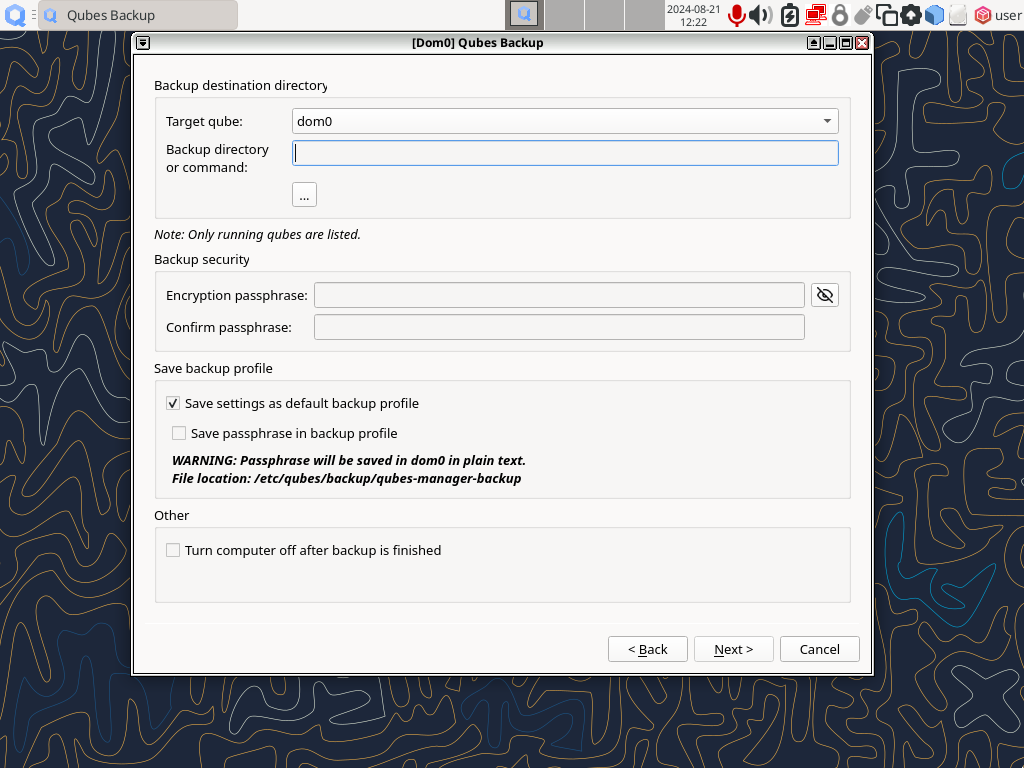 Qubes Backup
2024-08-21
12:22
user
[Dom0] Qubes Backup
Backup destination directory
Target qube:
dom0
Backup directory
or command:
...
Note: Only running qubes are listed.
Backup security
Encryption passphrase:
Confirm passphrase:
Save backup profile
Save settings as default backup profile
Save passphrase in backup profile
WARNING: Passphrase will be saved in dom0 in plain text.
File location: /etc/qubes/backup/qubes-manager-backup
Other
Turn computer off after backup is finished
< Back
Next >
Cancel